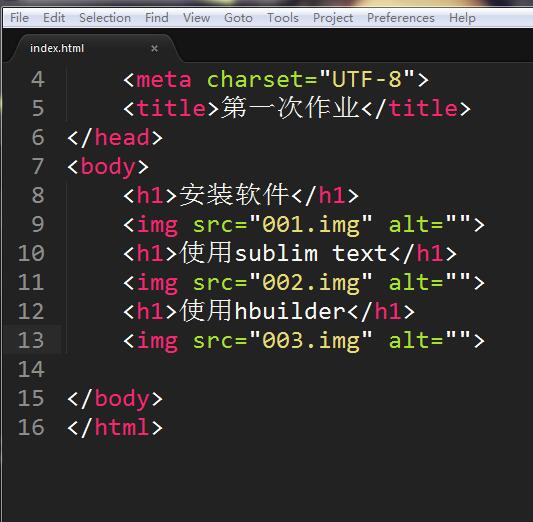 File Edit Selection Find View Goto Tools Project Preferences Help
index.html ×
4 <meta charset="UTF-8">
5 <title>第一次作业</title>
6 </head>
7 <body>
8 <h1>安装软件</h1>
9 <img src="001.img" alt="">
10 <h1>使用sublim text</h1>
11 <img src="002.img" alt="">
12 <h1>使用hbuilder</h1>
13 <img src="003.img" alt="">
14
15 </body>
16 </html>